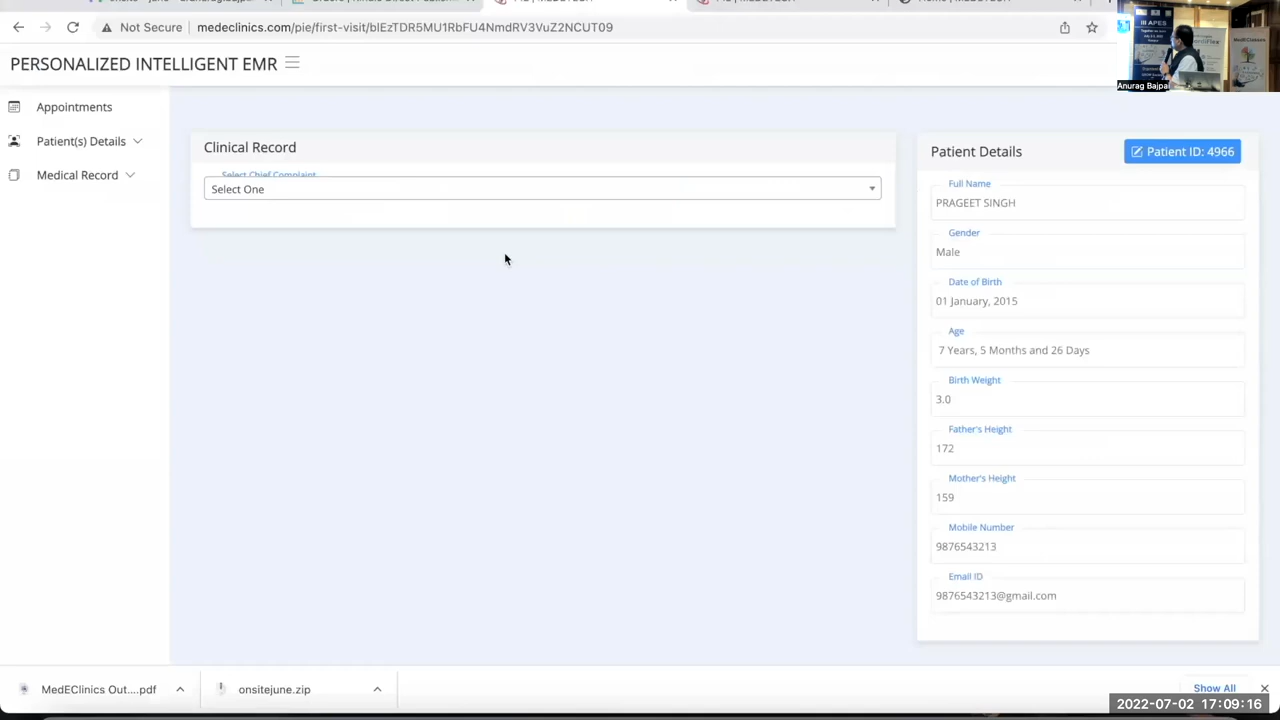 Not Secure
medeclinics.com/pie/first-visit/
PERSONALIZED INTELLIGENT EMR
III APES
Anurag Bajpai
Appointments
Patient(s) Details
Medical Record
Clinical Record
Select Chief Complaint
Select One
Patient Details
Patient ID: 4966
Full Name
PRAGEET SINGH
Gender
Male
Date of Birth
01 January, 2015
Age
7 Years, 5 Months and 26 Days
Birth Weight
3.0
Father's Height
172
Mother's Height
159
Mobile Number
9876543213
Email ID
9876543213@gmail.com
MedEClinics Out....pdf
onsitejune.zip
Show All
2022-07-02 17:09:16